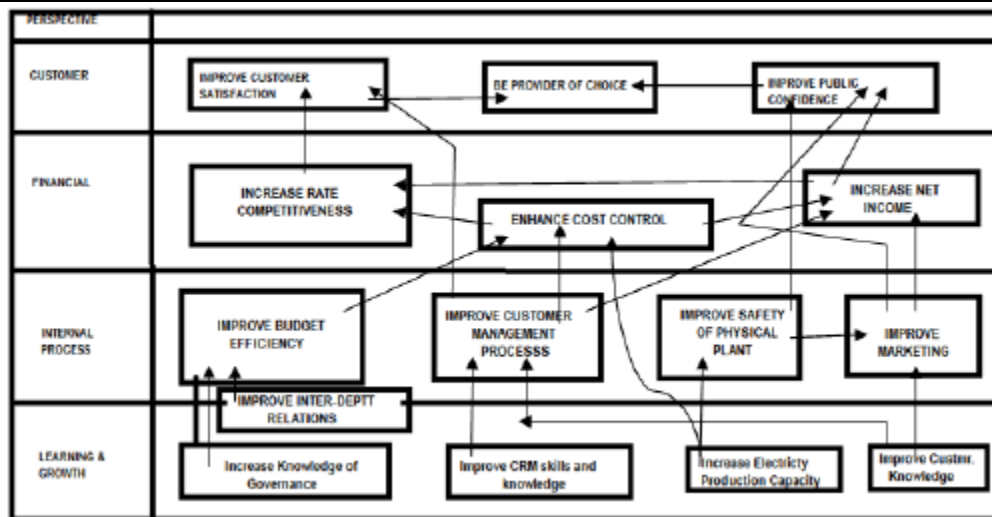 PERSPECTIVE
CUSTOMER
IMPROVE CUSTOMER
SATISFACTION
BE PROVIDER OF CHOICE
IMPROVE PUBLIC
CONFIDENCE
FINANCIAL
INCREASE RATE
COMPETITIVENESS
ENHANCE COST CONTROL
INCREASE NET
INCOME
INTERNAL
PROCESS
IMPROVE BUDGET
EFFICIENCY
IMPROVE CUSTOMER
MANAGEMENT
PROCESSS
IMPROVE SAFETY
OF PHYSICAL
PLANT
IMPROVE
MARKETING
IMPROVE INTER-DEPTT
RELATIONS
LEARNING &
GROWTH
Increase Knowledge of
Governance
Improve CRM skills and
knowledge
Increase Electricty
Production Capacity
Improve Custmr.
Knowledge